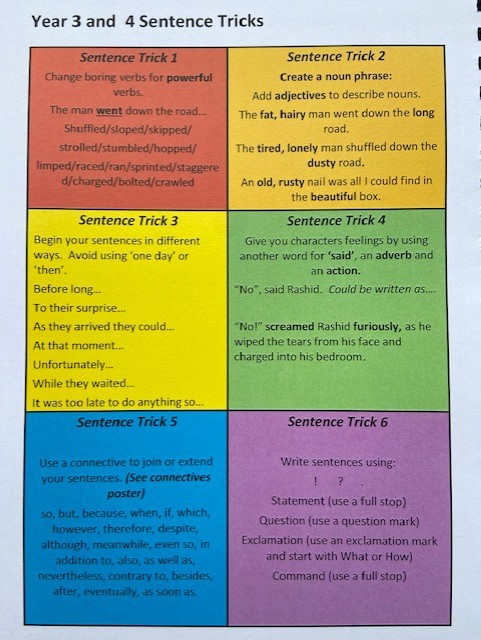 Year 3 and 4 Sentence Tricks
Sentence Trick 1
Change boring verbs for powerful
verbs.
The man went down the road...
Shuffled/sloped/skipped/
strolled/stumbled/hopped/
limped/raced/ran/sprinted/staggere
d/charged/bolted/crawled
Sentence Trick 2
Create a noun phrase:
Add adjectives to describe nouns.
The fat, hairy man went down the long
road.
The tired, lonely man shuffled down the
dusty road.
An old, rusty nail was all I could find in
the beautiful box.
Sentence Trick 3
Begin your sentences in different
ways. Avoid using 'one day' or
'then'.
Before long...
To their surprise...
As they arrived they could...
At that moment...
Unfortunately...
While they waited...
It was too late to do anything so...
Sentence Trick 4
Give you characters feelings by using
another word for 'said', an adverb and
an action.
"No", said Rashid. Could be written as....
"No!" screamed Rashid furiously, as he
wiped the tears from his face and
charged into his bedroom.
Sentence Trick 5
Use a connective to join or extend
your sentences. (See connectives
poster)
so, but, because, when, if, which,
however, therefore, despite,
although, meanwhile, even so, in
addition to, also, as well as,
nevertheless, contrary to, besides,
after, eventually, as soon as.
Sentence Trick 6
Write sentences using:
! ? .
Statement (use a full stop)
Question (use a question mark)
Exclamation (use an exclamation mark
and start with What or How)
Command (use a full stop)